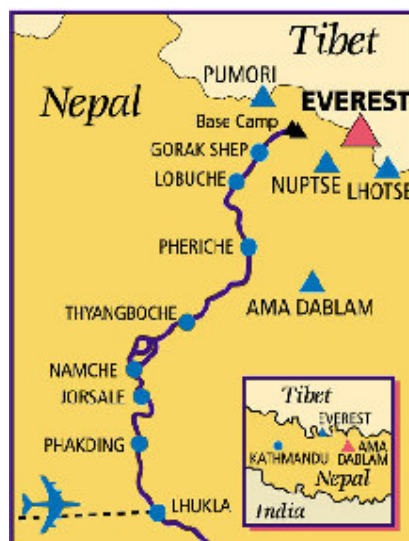 Tibet
Nepal
PUMORI
EVEREST
Base Camp
GORAK SHEP
LOBUCHE
NUPTSE
LHOTSE
PHERICHE
AMA DABLAM
THYANGBOCHE
NAMCHE
JORSALE
PHAKDING
LHUKLA
Tibet
EVEREST
KATHMANDU
AMA
DABLAM
Nepal
India